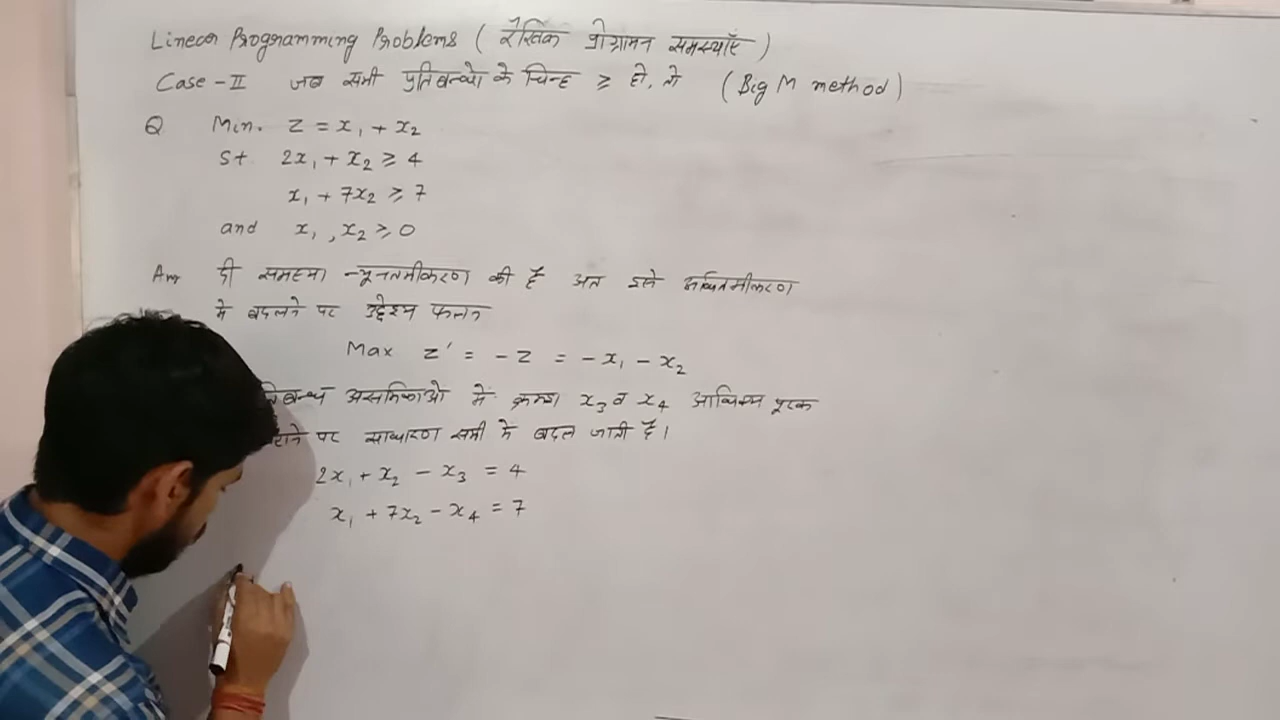 Linear Programming Problems ( रैखिक प्रोग्रामन समस्याएँ )
Case - II जब सभी प्रतिबन्धो के चिन्ह ≥ हो, तो (Big M method)
Q Min. Z = x₁ + x₂
St. 2x₁ + x₂ ≥ 4
x₁ + 7x₂ ≥ 7
and x₁, x₂ ≥ 0
Ans दी समस्या न्यूनतमीकरण की है अत इसे अधिकतमीकरण
मे बदलने पर उद्देश्य फलन
Max Z' = - Z = - x₁ - x₂
असमिकाओ मे क्रमश x₃ व x₄ आधिक्य पूरक
पर साधारण समी मे बदल जाती है।
2x₁ + x₂ - x₃ = 4
x₁ + 7x₂ - x₄ = 7